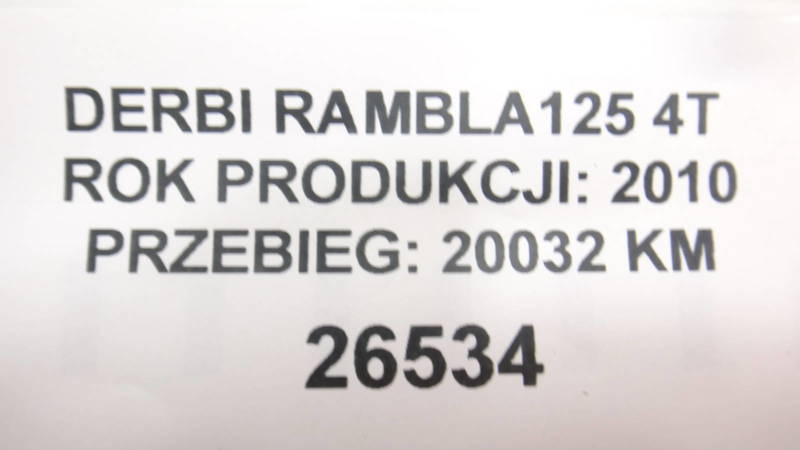 DERBI RAMBLA125 4T
ROK PRODUKCJI: 2010
PRZEBIEG: 20032 KM
26534